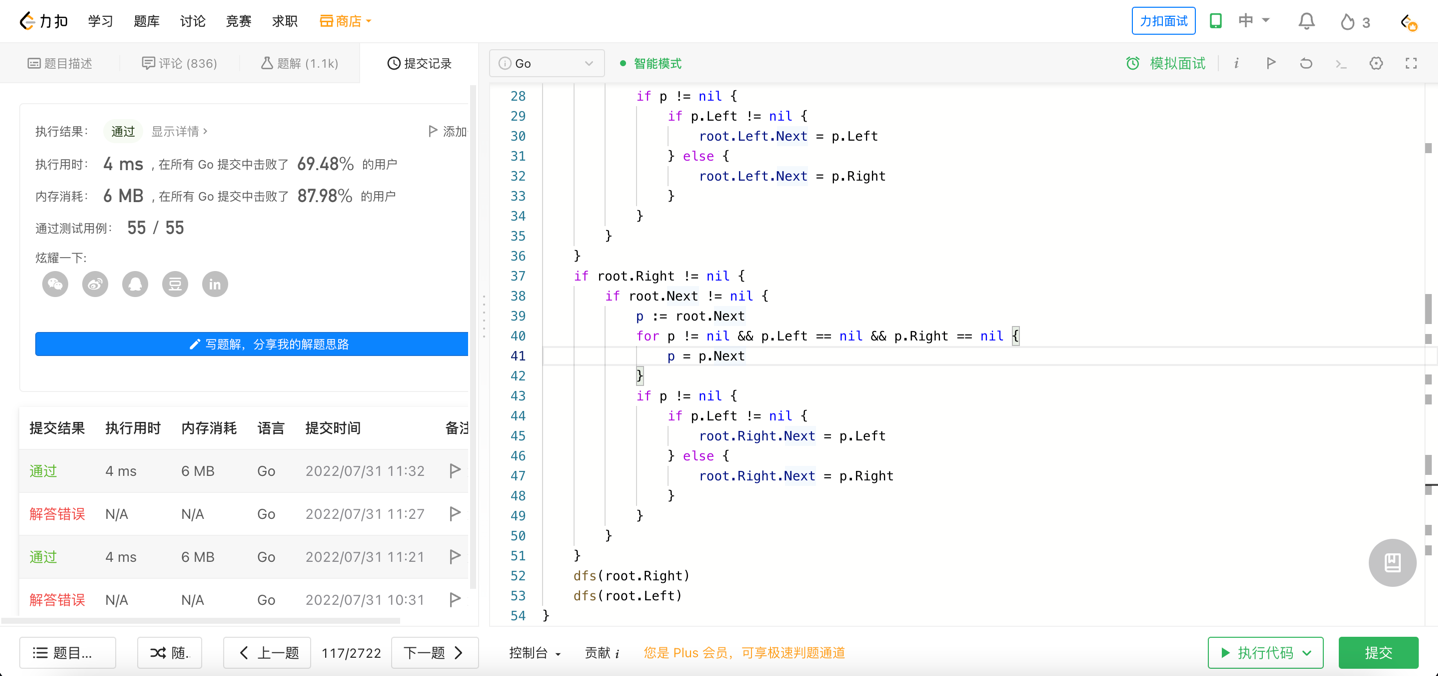 力扣 学习 题库 讨论 竞赛 求职 商店 力扣面试 中 3
题目描述 评论 (836) 题解 (1.1k) 提交记录
Go 智能模式 模拟面试 i
执行结果： 通过 显示详情 › 添加
执行用时： 4 ms , 在所有 Go 提交中击败了 69.48% 的用户
内存消耗： 6 MB , 在所有 Go 提交中击败了 87.98% 的用户
通过测试用例： 55 / 55
炫耀一下:
豆 in
写题解，分享我的解题思路
提交结果 执行用时 内存消耗 语言 提交时间 备注
通过 4 ms 6 MB Go 2022/07/31 11:32
解答错误 N/A N/A Go 2022/07/31 11:27
通过 4 ms 6 MB Go 2022/07/31 11:21
解答错误 N/A N/A Go 2022/07/31 10:31
28 if p != nil {
29 if p.Left != nil {
30 root.Left.Next = p.Left
31 } else {
32 root.Left.Next = p.Right
33 }
34 }
35 }
36 }
37 if root.Right != nil {
38 if root.Next != nil {
39 p := root.Next
40 for p != nil && p.Left == nil && p.Right == nil {
41 p = p.Next
42 }
43 if p != nil {
44 if p.Left != nil {
45 root.Right.Next = p.Left
46 } else {
47 root.Right.Next = p.Right
48 }
49 }
50 }
51 }
52 dfs(root.Right)
53 dfs(root.Left)
54 }
题目... 随. 上一题 117/2722 下一题 控制台 贡献 i 您是 Plus 会员，可享极速判题通道 执行代码 提交